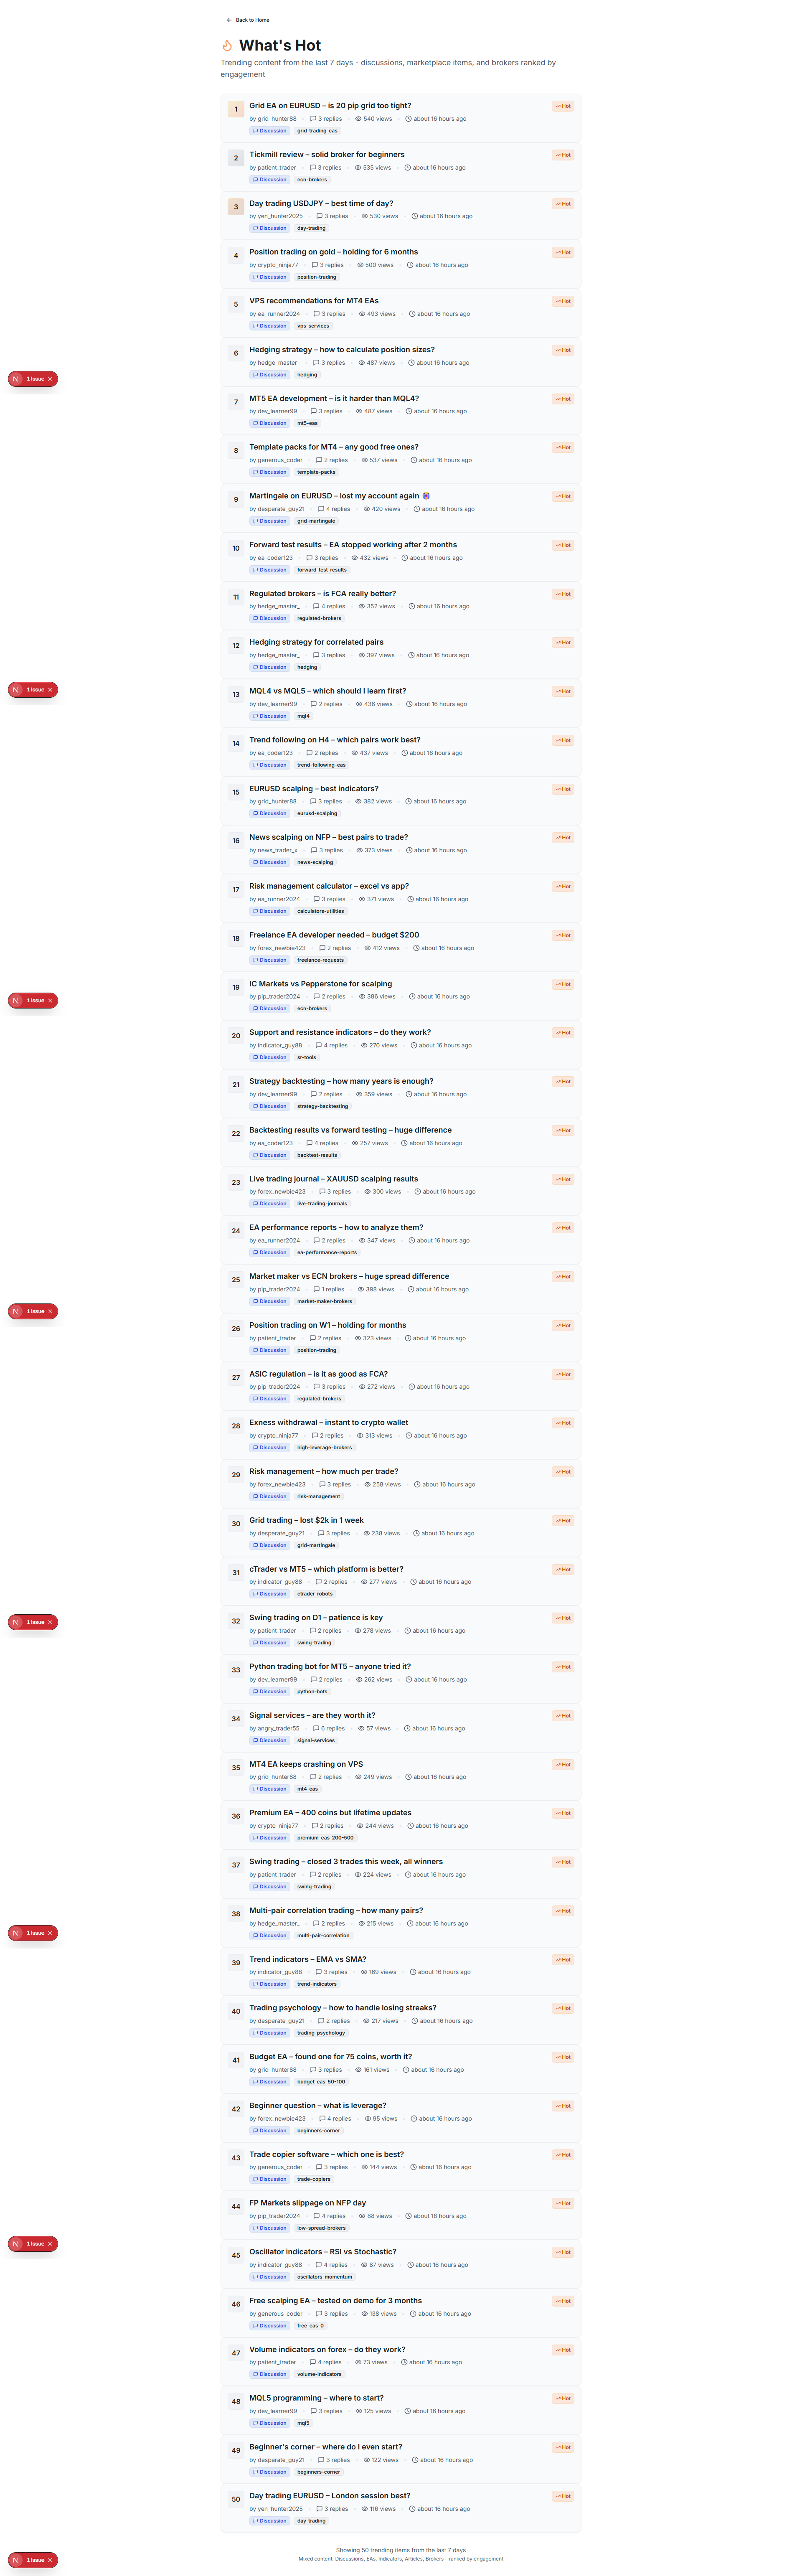 Back to Home
What's Hot
Trending content from the last 7 days - discussions, marketplace items, and brokers ranked by
engagement
1 Grid EA on EURUSD – is 20 pip grid too tight? Hot
by grid_hunter88 · 3 replies · 540 views · about 16 hours ago
Discussion grid-trading-eas
2 Tickmill review – solid broker for beginners Hot
by patient_trader · 3 replies · 535 views · about 16 hours ago
Discussion ecn-brokers
3 Day trading USDJPY – best time of day? Hot
by yen_hunter2025 · 3 replies · 530 views · about 16 hours ago
Discussion day-trading
4 Position trading on gold – holding for 6 months Hot
by crypto_ninja77 · 3 replies · 500 views · about 16 hours ago
Discussion position-trading
5 VPS recommendations for MT4 EAs Hot
by ea_runner2024 · 3 replies · 493 views · about 16 hours ago
Discussion vps-services
6 Hedging strategy – how to calculate position sizes? Hot
by hedge_master_ · 3 replies · 487 views · about 16 hours ago
Discussion hedging
N 1 Issue
7 MT5 EA development – is it harder than MQL4? Hot
by dev_learner99 · 3 replies · 487 views · about 16 hours ago
Discussion mt5-eas
8 Template packs for MT4 – any good free ones? Hot
by generous_coder · 2 replies · 537 views · about 16 hours ago
Discussion template-packs
9 Martingale on EURUSD – lost my account again Hot
by desperate_guy21 · 4 replies · 420 views · about 16 hours ago
Discussion grid-martingale
10 Forward test results – EA stopped working after 2 months Hot
by ea_coder123 · 3 replies · 432 views · about 16 hours ago
Discussion forward-test-results
11 Regulated brokers – is FCA really better? Hot
by hedge_master_ · 4 replies · 352 views · about 16 hours ago
Discussion regulated-brokers
12 Hedging strategy for correlated pairs Hot
by hedge_master_ · 3 replies · 397 views · about 16 hours ago
Discussion hedging
N 1 Issue
13 MQL4 vs MQL5 – which should I learn first? Hot
by dev_learner99 · 2 replies · 436 views · about 16 hours ago
Discussion mql4
14 Trend following on H4 – which pairs work best? Hot
by ea_coder123 · 2 replies · 437 views · about 16 hours ago
Discussion trend-following-eas
15 EURUSD scalping – best indicators? Hot
by grid_hunter88 · 3 replies · 382 views · about 16 hours ago
Discussion eurusd-scalping
16 News scalping on NFP – best pairs to trade? Hot
by news_trader_x · 3 replies · 373 views · about 16 hours ago
Discussion news-scalping
17 Risk management calculator – excel vs app? Hot
by ea_runner2024 · 3 replies · 371 views · about 16 hours ago
Discussion calculators-utilities
18 Freelance EA developer needed – budget $200 Hot
by forex_newbie423 · 2 replies · 412 views · about 16 hours ago
Discussion freelance-requests
19 IC Markets vs Pepperstone for scalping Hot
by pip_trader2024 · 2 replies · 386 views · about 16 hours ago
Discussion ecn-brokers
N 1 Issue
20 Support and resistance indicators – do they work? Hot
by indicator_guy88 · 4 replies · 270 views · about 16 hours ago
Discussion sr-tools
21 Strategy backtesting – how many years is enough? Hot
by dev_learner99 · 2 replies · 359 views · about 16 hours ago
Discussion strategy-backtesting
22 Backtesting results vs forward testing – huge difference Hot
by ea_coder123 · 4 replies · 257 views · about 16 hours ago
Discussion backtest-results
23 Live trading journal – XAUUSD scalping results Hot
by forex_newbie423 · 3 replies · 300 views · about 16 hours ago
Discussion live-trading-journals
24 EA performance reports – how to analyze them? Hot
by ea_runner2024 · 2 replies · 347 views · about 16 hours ago
Discussion ea-performance-reports
25 Market maker vs ECN brokers – huge spread difference Hot
by pip_trader2024 · 1 replies · 398 views · about 16 hours ago
Discussion market-maker-brokers
N 1 Issue
26 Position trading on W1 – holding for months Hot
by patient_trader · 2 replies · 323 views · about 16 hours ago
Discussion position-trading
27 ASIC regulation – is it as good as FCA? Hot
by pip_trader2024 · 3 replies · 272 views · about 16 hours ago
Discussion regulated-brokers
28 Exness withdrawal – instant to crypto wallet Hot
by crypto_ninja77 · 2 replies · 313 views · about 16 hours ago
Discussion high-leverage-brokers
29 Risk management – how much per trade? Hot
by forex_newbie423 · 3 replies · 258 views · about 16 hours ago
Discussion risk-management
30 Grid trading – lost $2k in 1 week Hot
by desperate_guy21 · 3 replies · 238 views · about 16 hours ago
Discussion grid-martingale
31 cTrader vs MT5 – which platform is better? Hot
by indicator_guy88 · 2 replies · 277 views · about 16 hours ago
Discussion ctrader-robots
N 1 Issue
32 Swing trading on D1 – patience is key Hot
by patient_trader · 2 replies · 278 views · about 16 hours ago
Discussion swing-trading
33 Python trading bot for MT5 – anyone tried it? Hot
by dev_learner99 · 2 replies · 262 views · about 16 hours ago
Discussion python-bots
34 Signal services – are they worth it? Hot
by angry_trader55 · 6 replies · 57 views · about 16 hours ago
Discussion signal-services
35 MT4 EA keeps crashing on VPS Hot
by grid_hunter88 · 2 replies · 249 views · about 16 hours ago
Discussion mt4-eas
36 Premium EA – 400 coins but lifetime updates Hot
by crypto_ninja77 · 2 replies · 244 views · about 16 hours ago
Discussion premium-eas-200-500
37 Swing trading – closed 3 trades this week, all winners Hot
by patient_trader · 2 replies · 224 views · about 16 hours ago
Discussion swing-trading
38 Multi-pair correlation trading – how many pairs? Hot
by hedge_master_ · 2 replies · 215 views · about 16 hours ago
Discussion multi-pair-correlation
N 1 Issue
39 Trend indicators – EMA vs SMA? Hot
by indicator_guy88 · 3 replies · 169 views · about 16 hours ago
Discussion trend-indicators
40 Trading psychology – how to handle losing streaks? Hot
by desperate_guy21 · 2 replies · 217 views · about 16 hours ago
Discussion trading-psychology
41 Budget EA – found one for 75 coins, worth it? Hot
by grid_hunter88 · 3 replies · 161 views · about 16 hours ago
Discussion budget-eas-50-100
42 Beginner question – what is leverage? Hot
by forex_newbie423 · 4 replies · 95 views · about 16 hours ago
Discussion beginners-corner
43 Trade copier software – which one is best? Hot
by generous_coder · 3 replies · 144 views · about 16 hours ago
Discussion trade-copiers
44 FP Markets slippage on NFP day Hot
by pip_trader2024 · 4 replies · 88 views · about 16 hours ago
Discussion low-spread-brokers
N 1 Issue
45 Oscillator indicators – RSI vs Stochastic? Hot
by indicator_guy88 · 4 replies · 87 views · about 16 hours ago
Discussion oscillators-momentum
46 Free scalping EA – tested on demo for 3 months Hot
by generous_coder · 3 replies · 138 views · about 16 hours ago
Discussion free-eas-0
47 Volume indicators on forex – do they work? Hot
by patient_trader · 4 replies · 73 views · about 16 hours ago
Discussion volume-indicators
48 MQL5 programming – where to start? Hot
by dev_learner99 · 3 replies · 125 views · about 16 hours ago
Discussion mql5
49 Beginner's corner – where do I even start? Hot
by desperate_guy21 · 3 replies · 122 views · about 16 hours ago
Discussion beginners-corner
50 Day trading EURUSD – London session best? Hot
by yen_hunter2025 · 3 replies · 116 views · about 16 hours ago
Discussion day-trading
Showing 50 trending items from the last 7 days
Mixed content: Discussions, EAs, Indicators, Articles, Brokers - ranked by engagement
N 1 Issue